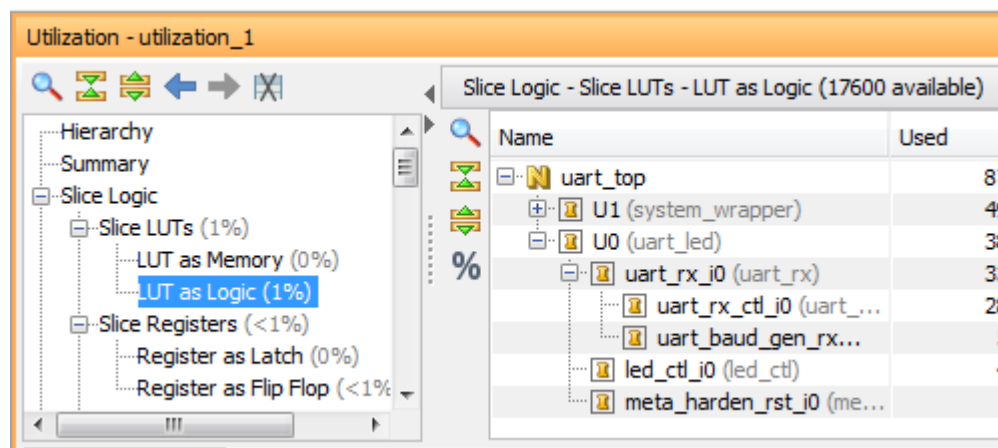 Utilization - utilization_1
Slice Logic - Slice LUTs - LUT as Logic (17600 available)
Hierarchy
Summary
Slice Logic
Slice LUTs (1%)
LUT as Memory (0%)
LUT as Logic (1%)
Slice Registers (<1%)
Register as Latch (0%)
Register as Flip Flop (<1%
%
Name Used
N uart_top
U1 (system_wrapper)
U0 (uart_led)
uart_rx_i0 (uart_rx)
uart_rx_ctl_i0 (uart_...
uart_baud_gen_rx...
led_ctl_i0 (led_ctl)
meta_harden_rst_i0 (me...